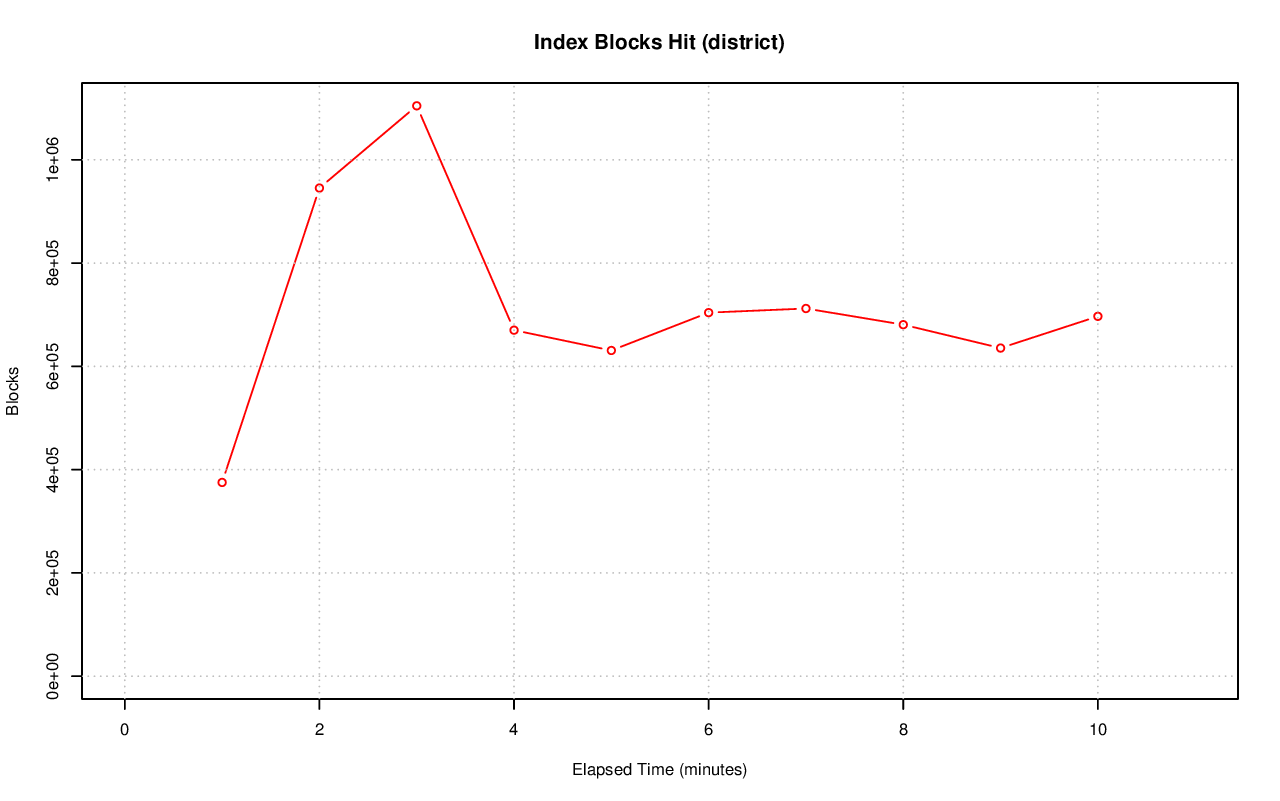 Index Blocks Hit (district)
Blocks
1e+06
8e+05
6e+05
4e+05
2e+05
0e+00
0 2 4 6 8 10
Elapsed Time (minutes)